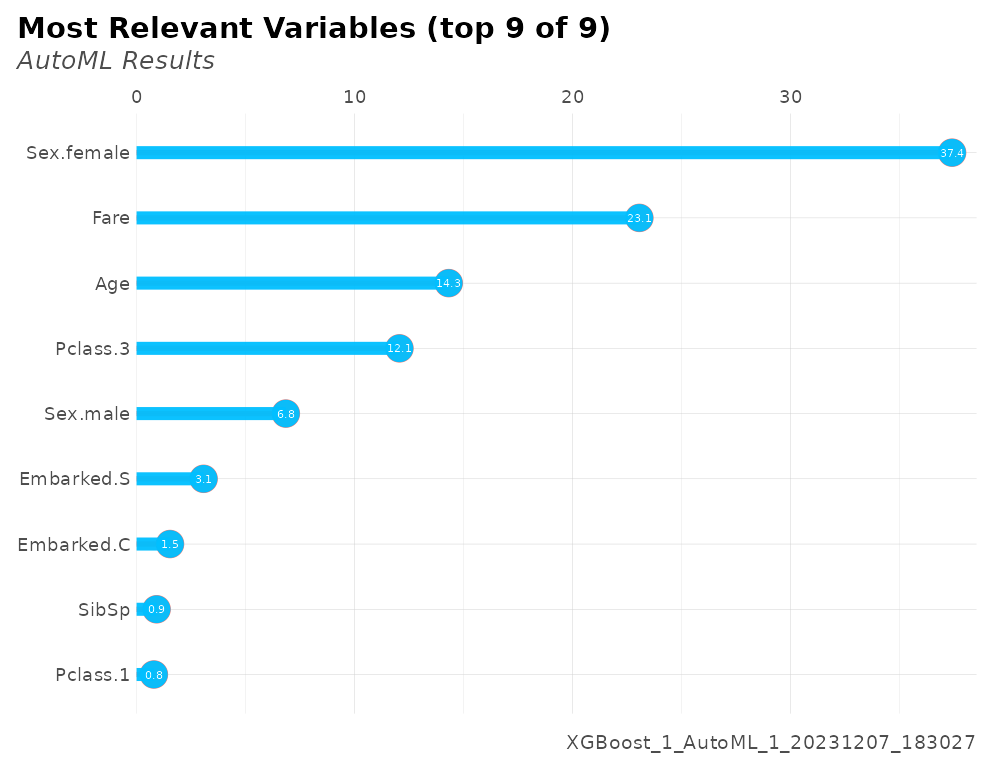 Most Relevant Variables (top 9 of 9)
AutoML Results
0 10 20 30
Sex.female 37.4
Fare 23.1
Age 14.3
Pclass.3 12.1
Sex.male 6.8
Embarked.S 3.1
Embarked.C 1.5
SibSp 0.9
Pclass.1 0.8
XGBoost_1_AutoML_1_20231207_183027